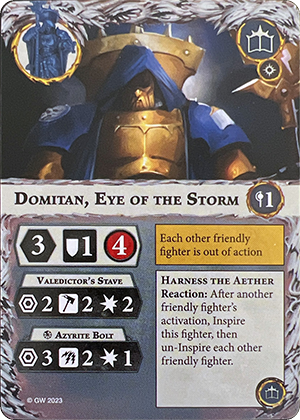 DOMITAN, EYE OF THE STORM
1
3 1 4
Each other friendly
fighter is out of action
VALEDICTOR'S STAVE
2 2 2
AZYRITE BOLT
3 2 1
HARNESS THE AETHER
Reaction: After another
friendly fighter's
activation, Inspire
this fighter, then
un-Inspire each other
friendly fighter.
© GW 2023